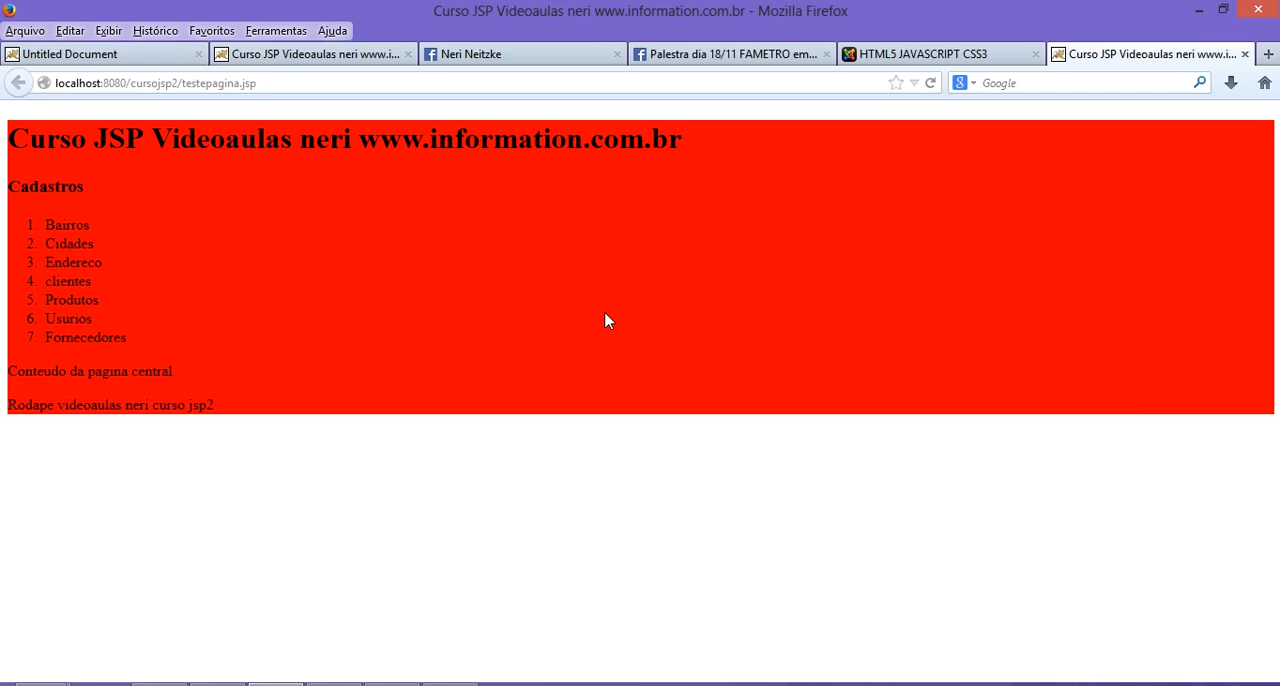 Curso JSP Videoaulas neri www.information.com.br - Mozilla Firefox
Arquivo Editar Exibir Histórico Favoritos Ferramentas Ajuda
Untitled Document
Curso JSP Videoaulas neri www.i...
Neri Neitzke
Palestra dia 18/11 FAMETRO em...
HTML5 JAVASCRIPT CSS3
Curso JSP Videoaulas neri www.i...
localhost:8080/cursojsp2/testepagina.jsp
Google
Curso JSP Videoaulas neri www.information.com.br
Cadastros
1. Bairros
2. Cidades
3. Endereco
4. clientes
5. Produtos
6. Usurios
7. Fornecedores
Conteudo da pagina central
Rodape videoaulas neri curso jsp2